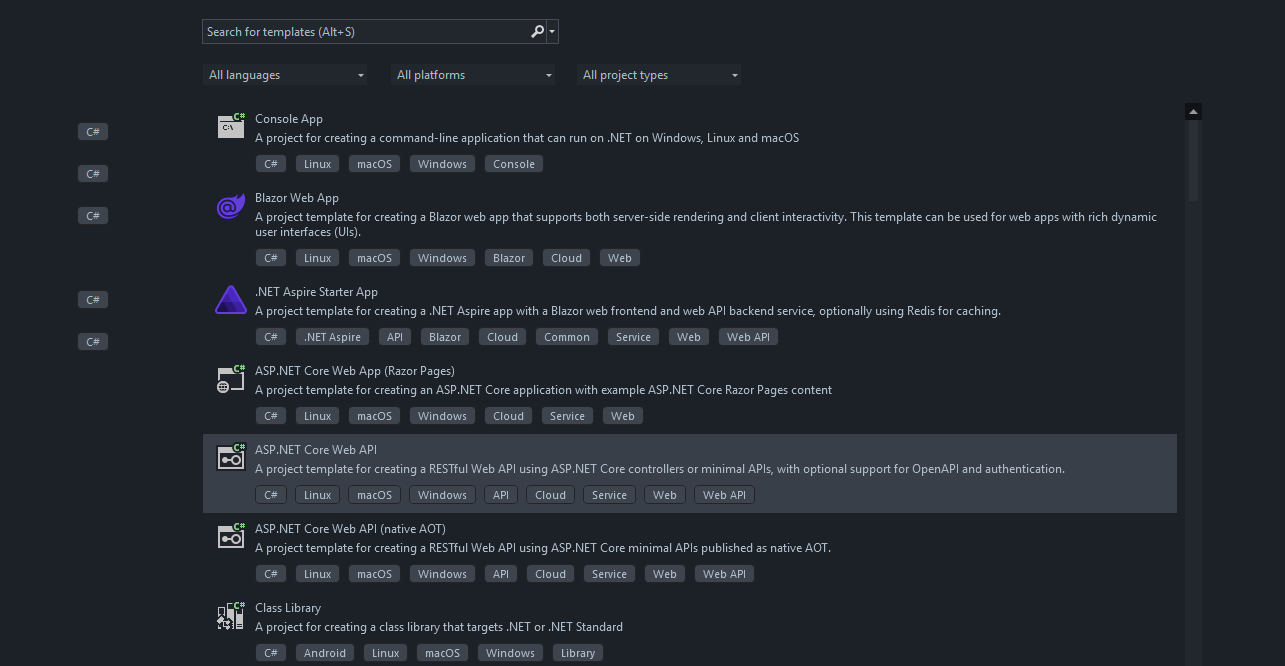 Search for templates (Alt+S)
All languages
All platforms
All project types
C#
C#
C#
C#
C#
C#
C:\
Console App
A project for creating a command-line application that can run on .NET on Windows, Linux and macOS
C# Linux macOS Windows Console
Blazor Web App
A project template for creating a Blazor web app that supports both server-side rendering and client interactivity. This template can be used for web apps with rich dynamic
user interfaces (UIs).
C# Linux macOS Windows Blazor Cloud Web
.NET Aspire Starter App
A project template for creating a .NET Aspire app with a Blazor web frontend and web API backend service, optionally using Redis for caching.
C# .NET Aspire API Blazor Cloud Common Service Web Web API
C#
ASP.NET Core Web App (Razor Pages)
A project template for creating an ASP.NET Core application with example ASP.NET Core Razor Pages content
C# Linux macOS Windows Cloud Service Web
C#
ASP.NET Core Web API
A project template for creating a RESTful Web API using ASP.NET Core controllers or minimal APIs, with optional support for OpenAPI and authentication.
C# Linux macOS Windows API Cloud Service Web Web API
C#
ASP.NET Core Web API (native AOT)
A project template for creating a RESTful Web API using ASP.NET Core minimal APIs published as native AOT.
C# Linux macOS Windows API Cloud Service Web Web API
C#
Class Library
A project for creating a class library that targets .NET or .NET Standard
C# Android Linux macOS Windows Library